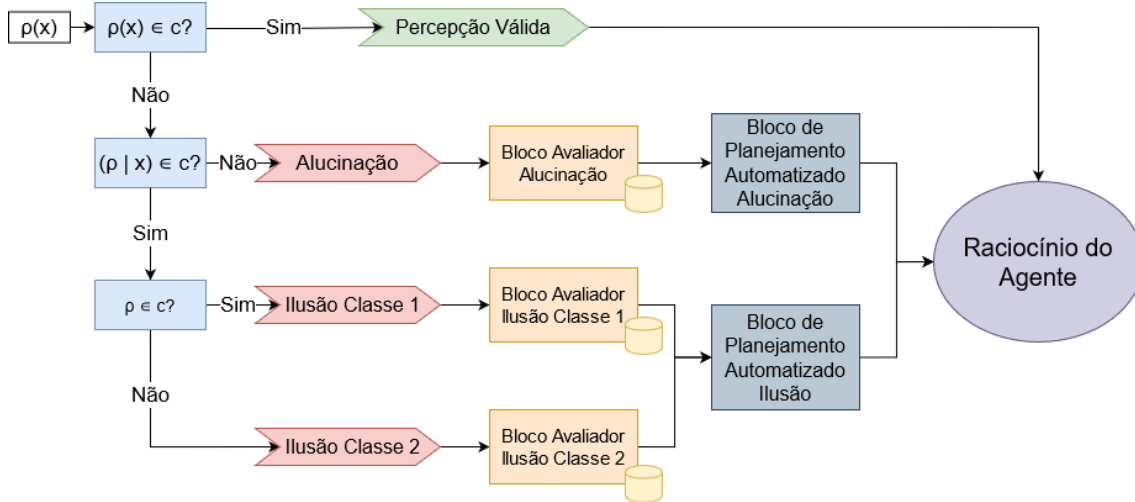 ρ(x)
ρ(x) ∈ c?
Sim
Percepção Válida
Não
(ρ | x) ∈ c?
Não
Alucinação
Bloco Avaliador
Alucinação
Bloco de
Planejamento
Automatizado
Alucinação
Sim
Raciocínio do
Agente
ρ ∈ c?
Sim
Ilusão Classe 1
Bloco Avaliador
Ilusão Classe 1
Bloco de
Planejamento
Automatizado
Ilusão
Não
Ilusão Classe 2
Bloco Avaliador
Ilusão Classe 2